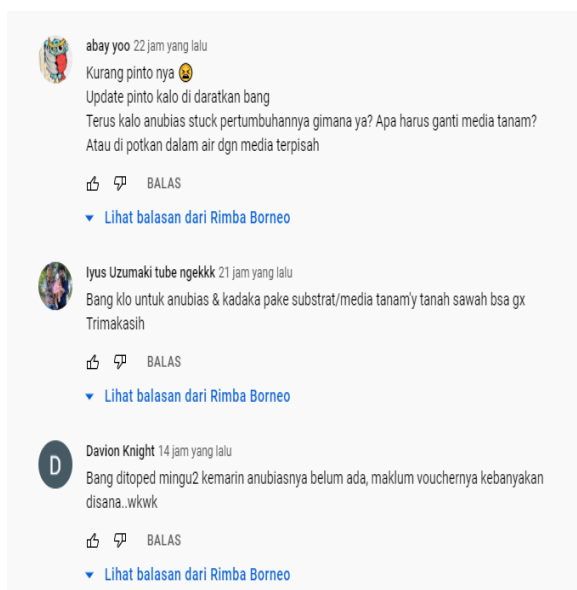 abay yoo 22 jam yang lalu
Kurang pinto nya 😫
Update pinto kalo di daratkan bang
Terus kalo anubias stuck pertumbuhannya gimana ya? Apa harus ganti media tanam?
Atau di potkan dalam air dgn media terpisah
BALAS
Lihat balasan dari Rimba Borneo
Iyus Uzumaki tube ngekkk 21 jam yang lalu
Bang klo untuk anubias & kadaka pake substrat/media tanam'y tanah sawah bsa gx
Trimakasih
BALAS
Lihat balasan dari Rimba Borneo
D
Davion Knight 14 jam yang lalu
Bang ditoped mingu2 kemarin anubiasnya belum ada, maklum vouchernya kebanyakan
disana..wkwk
BALAS
Lihat balasan dari Rimba Borneo